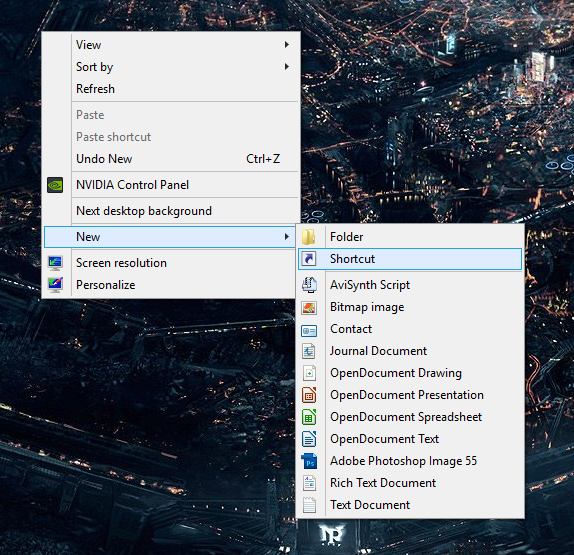 View
Sort by
Refresh
Paste
Paste shortcut
Undo New Ctrl+Z
NVIDIA Control Panel
Next desktop background
New
Screen resolution
Personalize
Folder
Shortcut
AviSynth Script
Bitmap image
Contact
Journal Document
OpenDocument Drawing
OpenDocument Presentation
OpenDocument Spreadsheet
OpenDocument Text
Adobe Photoshop Image 55
Rich Text Document
Text Document